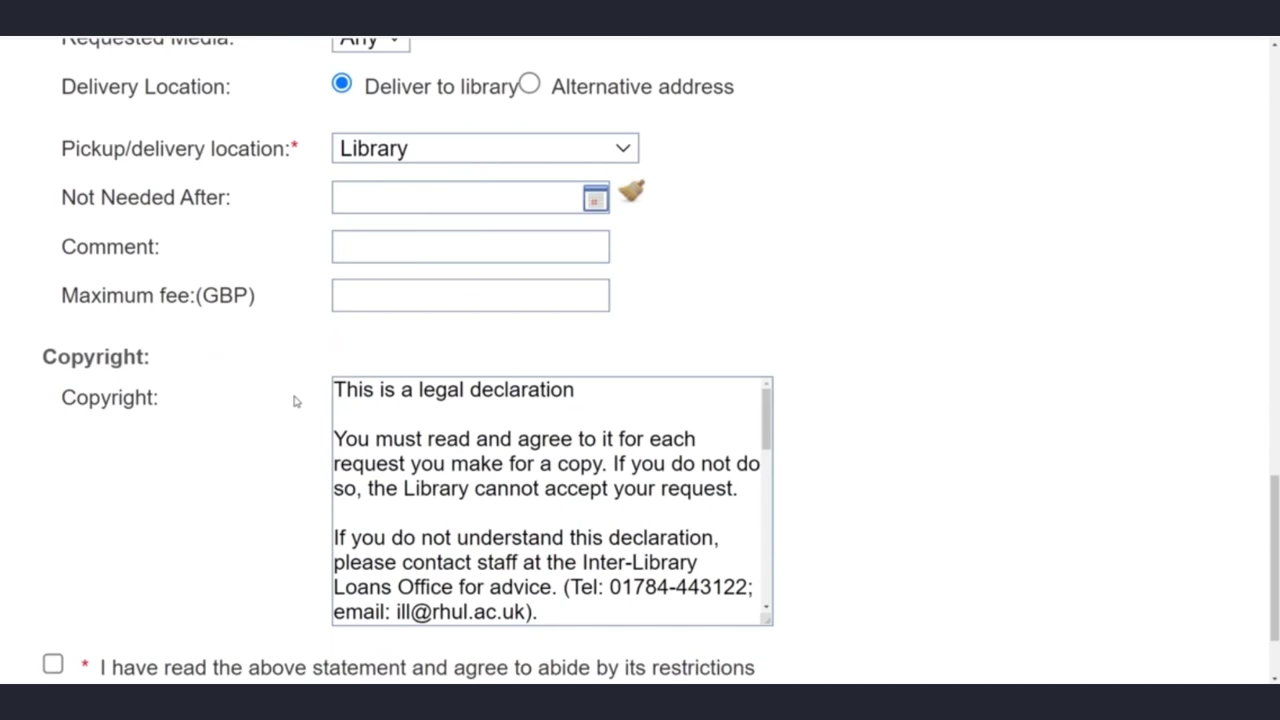 Requested Media: Any
Delivery Location: Deliver to library Alternative address
Pickup/delivery location:* Library
Not Needed After:
Comment:
Maximum fee:(GBP)
Copyright:
Copyright:
This is a legal declaration
You must read and agree to it for each
request you make for a copy. If you do not do
so, the Library cannot accept your request.
If you do not understand this declaration,
please contact staff at the Inter-Library
Loans Office for advice. (Tel: 01784-443122;
email: ill@rhul.ac.uk).
* I have read the above statement and agree to abide by its restrictions